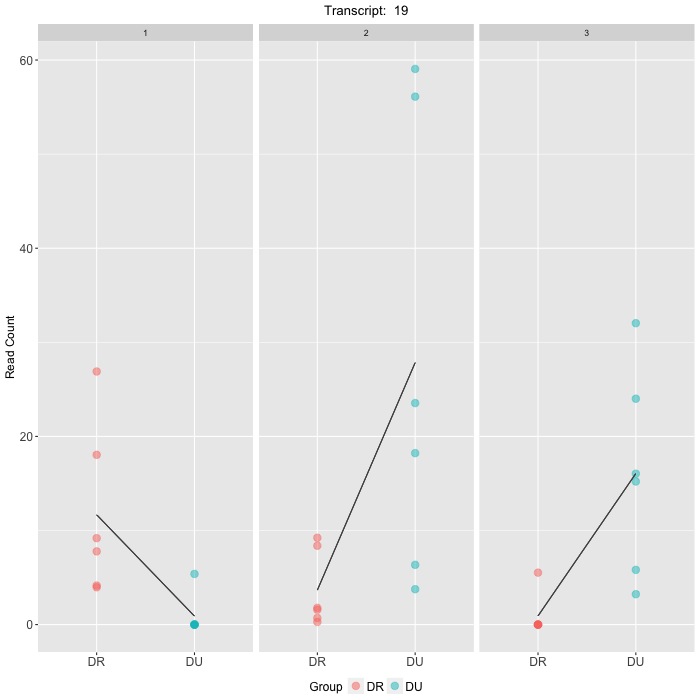 Transcript:  19
1 2 3
60
40
20
0
Read Count
DR DU DR DU DR DU
Group DR DU